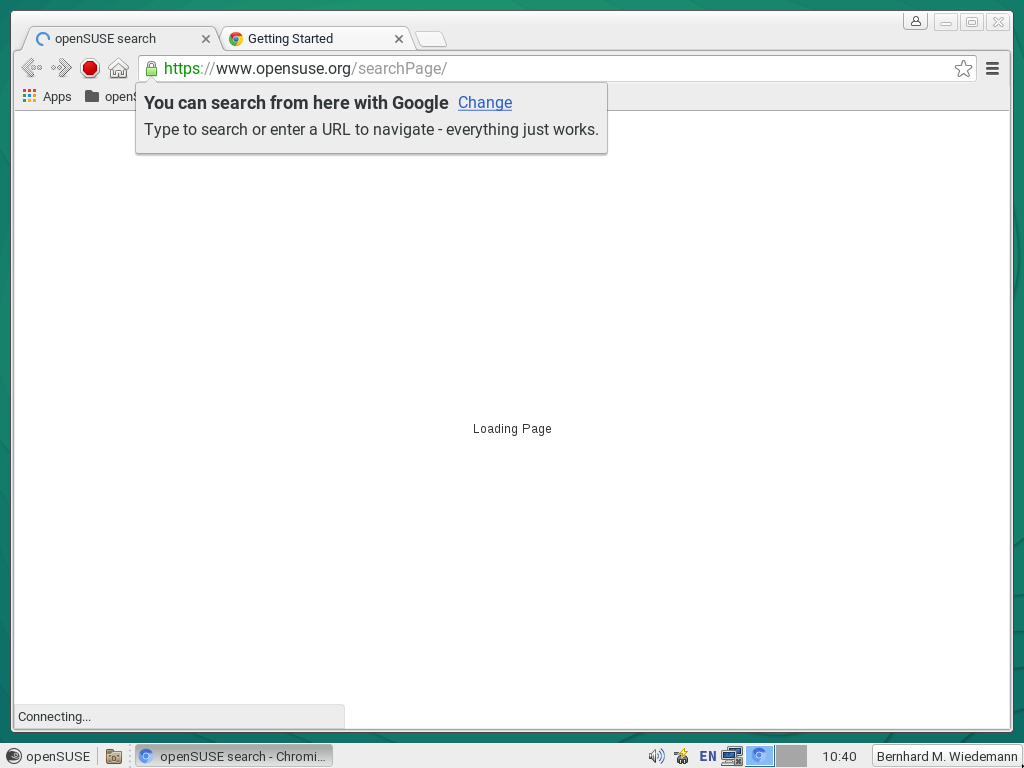 openSUSE search
Getting Started
https://www.opensuse.org/searchPage/
Apps
openS
You can search from here with Google Change
Type to search or enter a URL to navigate - everything just works.
Loading Page
Connecting...
openSUSE
openSUSE search - Chromi...
EN
10:40
Bernhard M. Wiedemann